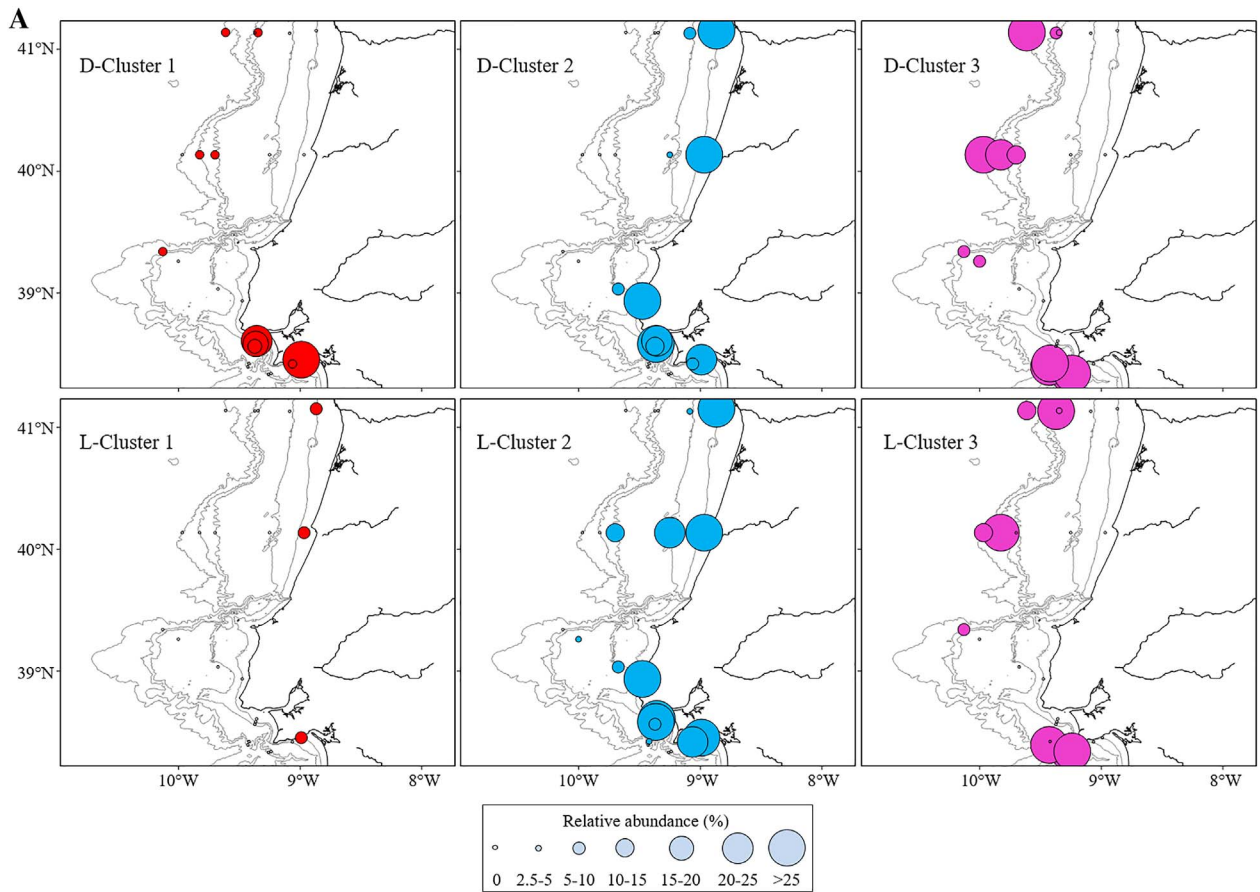 A
41°N
40°N
39°N
D-Cluster 1
D-Cluster 2
D-Cluster 3
41°N
40°N
39°N
L-Cluster 1
L-Cluster 2
L-Cluster 3
10°W 9°W 8°W
10°W 9°W 8°W
10°W 9°W 8°W
Relative abundance (%)
0 2.5-5 5-10 10-15 15-20 20-25 >25